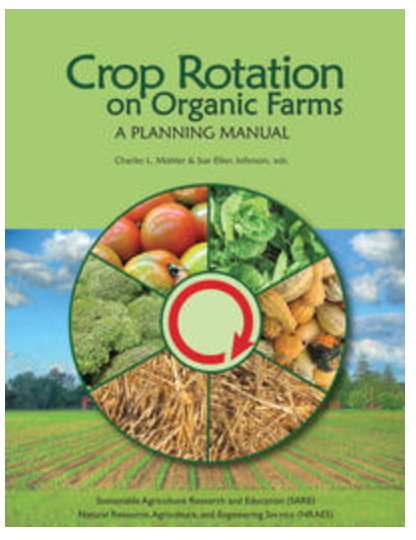 Crop Rotation
on Organic Farms
A PLANNING MANUAL
Charles L. Mohler & Sue Ellen Johnson, eds.
Sustainable Agriculture Research and Education (SARE)
Natural Resource, Agriculture, and Engineering Service (NRAES)